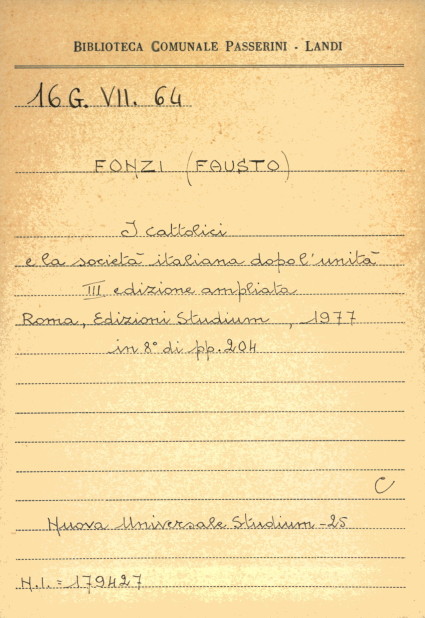 BIBLIOTECA COMUNALE PASSERINI - LANDI
16 G. VII. 64
FONZI (FAUSTO)
I cattolici
e la società italiana dopo l'unità
III edizione ampliata
Roma, Edizioni Studium , 1977
in 8° di pp. 204
C
Nuova Universale Studium - 25
N.I. = 179427